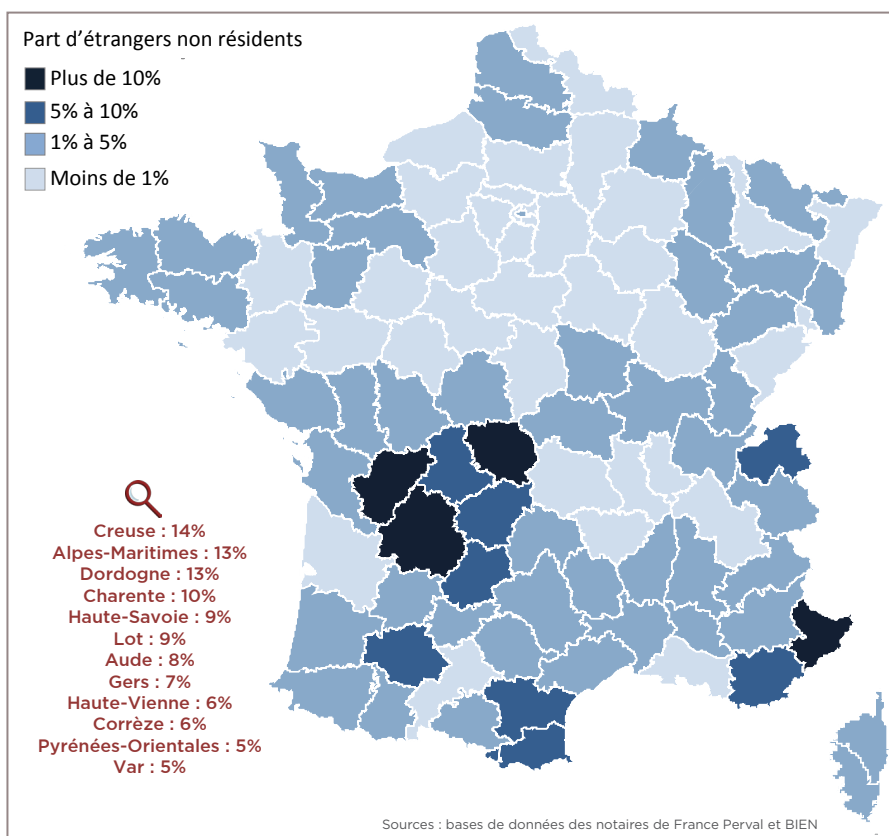 Part d’étrangers non résidents
Plus de 10%
5% à 10%
1% à 5%
Moins de 1%
Creuse : 14%
Alpes-Maritimes : 13%
Dordogne : 13%
Charente : 10%
Haute-Savoie : 9%
Lot : 9%
Aude : 8%
Gers : 7%
Haute-Vienne : 6%
Corrèze : 6%
Pyrénées-Orientales : 5%
Var : 5%
Sources : bases de données des notaires de France Perval et BIEN